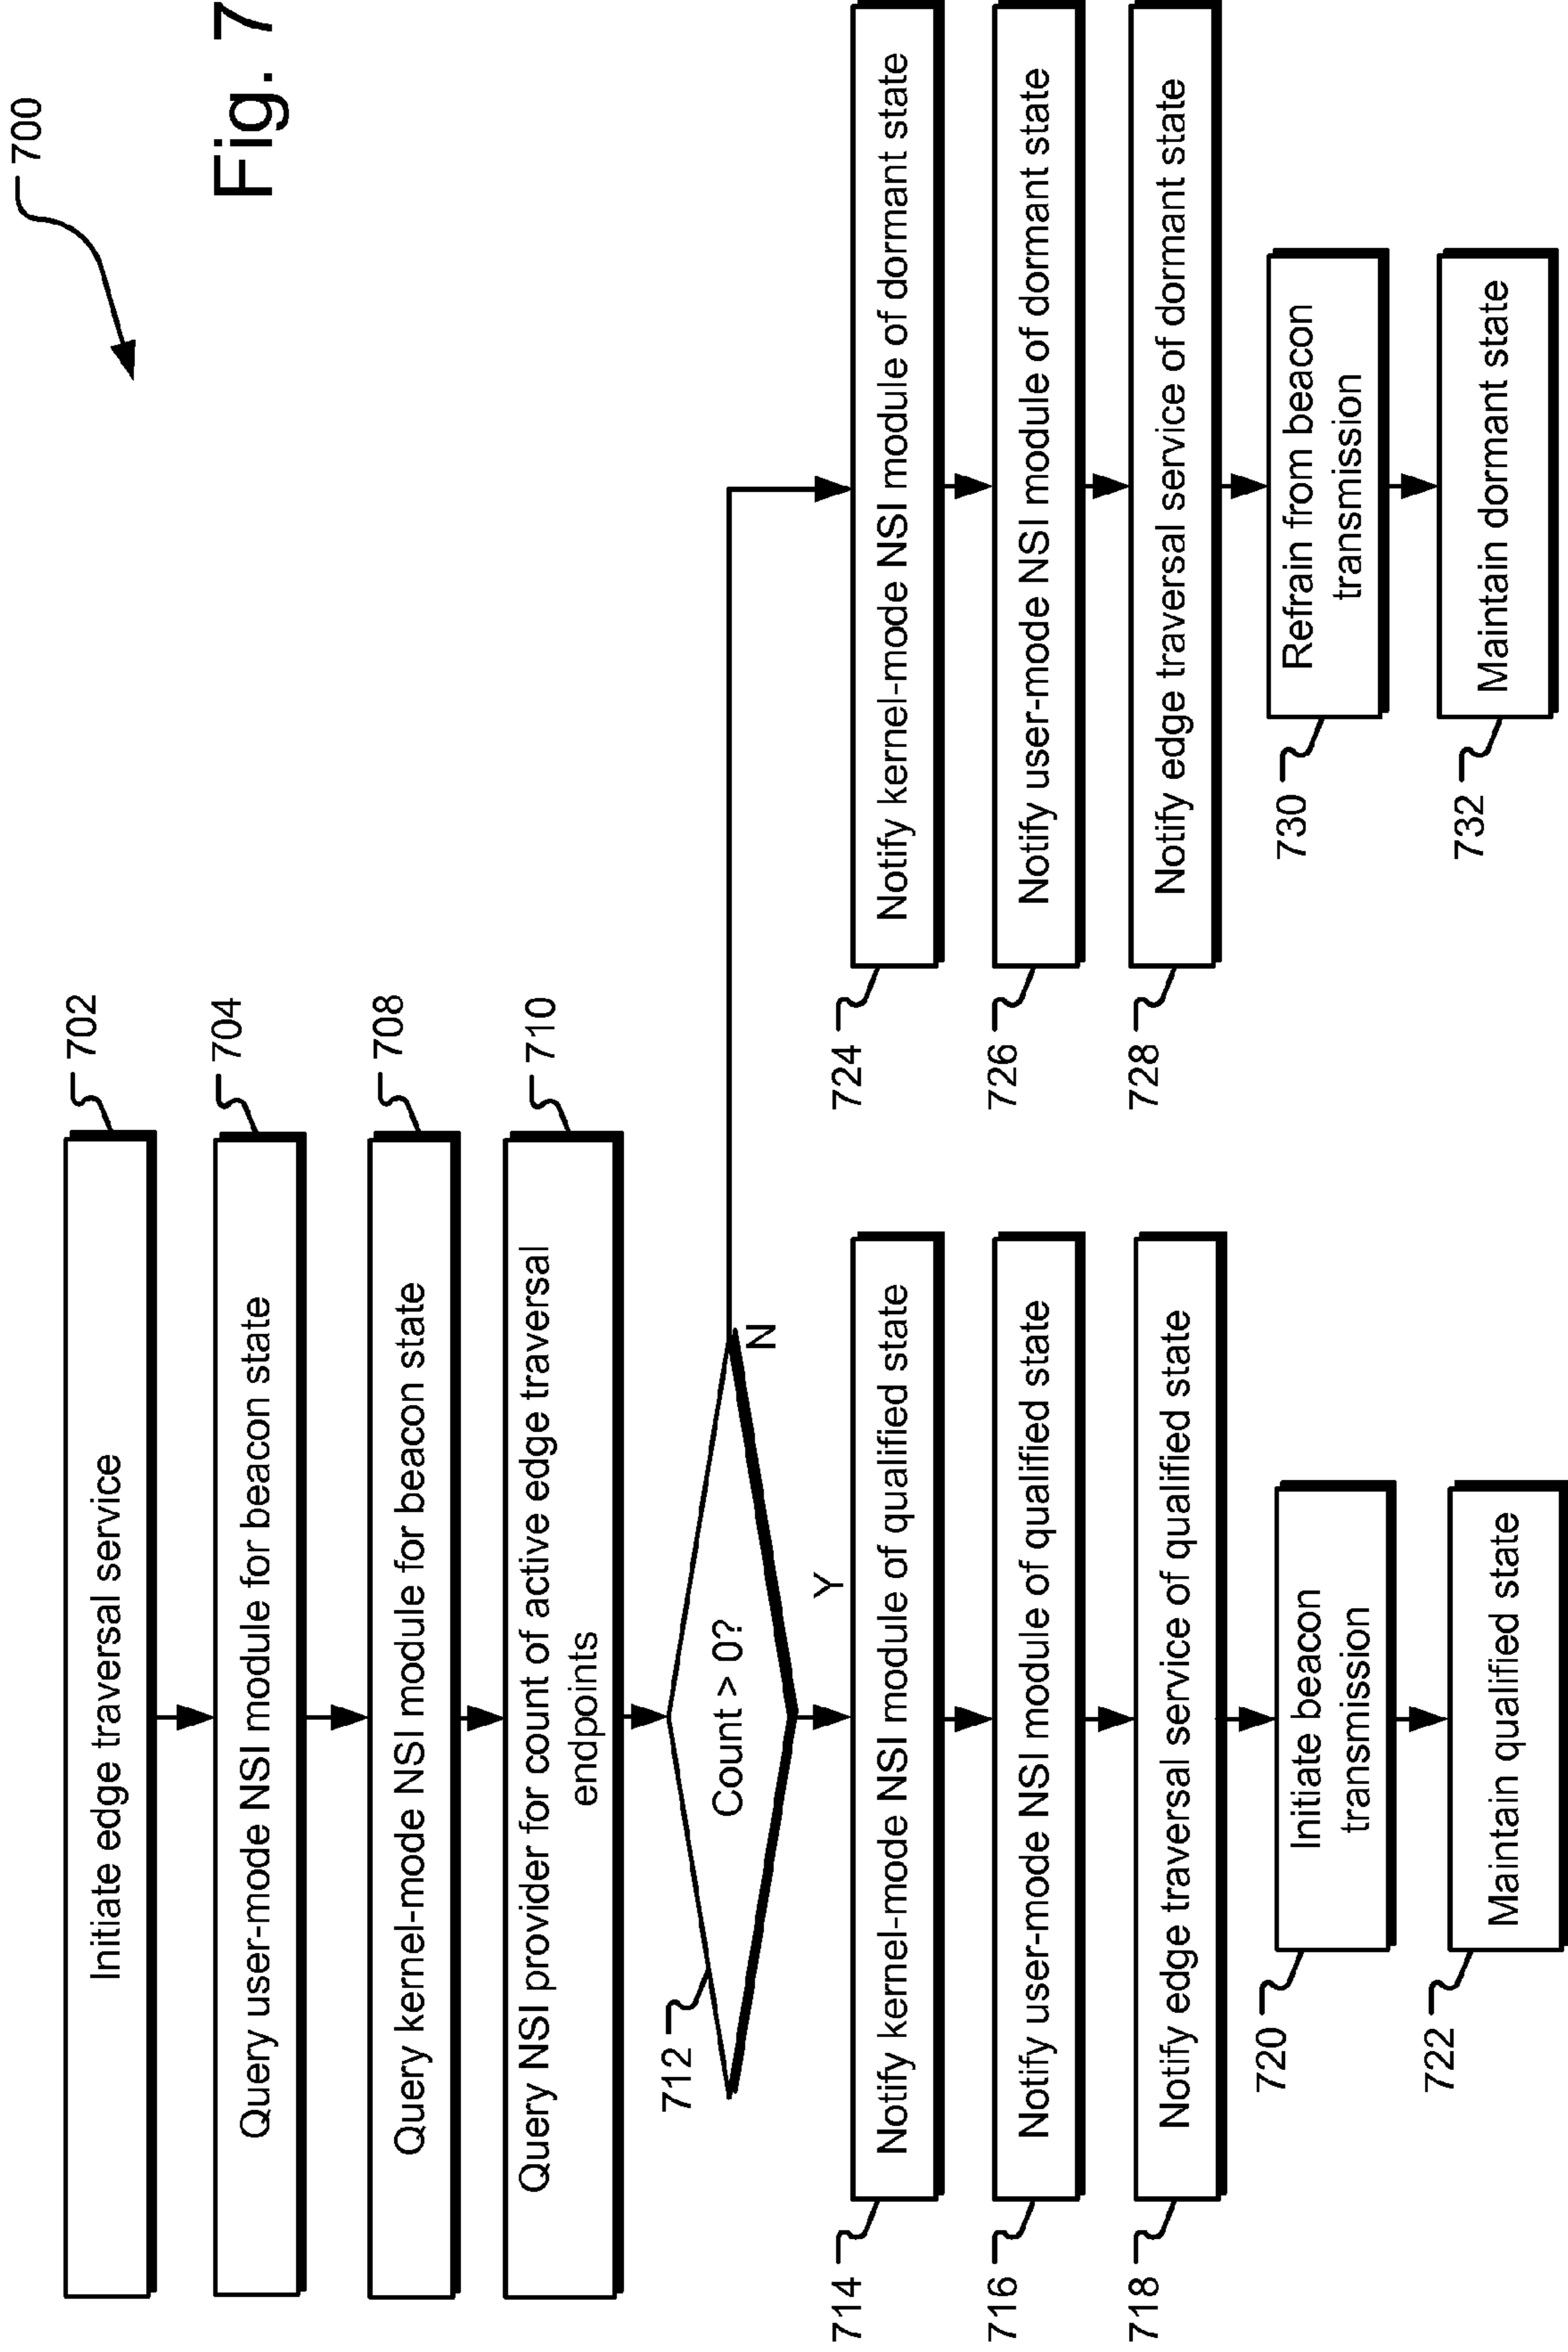 700
Fig. 7
Initiate edge traversal service
702
Query user-mode NSI module for beacon state
704
Query kernel-mode NSI module for beacon state
708
Query NSI provider for count of active edge traversal
endpoints
710
712
Count > 0?
N
Y
714
Notify kernel-mode NSI module of qualified state
716
Notify user-mode NSI module of qualified state
718
Notify edge traversal service of qualified state
720
Initiate beacon
transmission
722
Maintain qualified state
724
Notify kernel-mode NSI module of dormant state
726
Notify user-mode NSI module of dormant state
728
Notify edge traversal service of dormant state
730
Refrain from beacon
transmission
732
Maintain dormant state